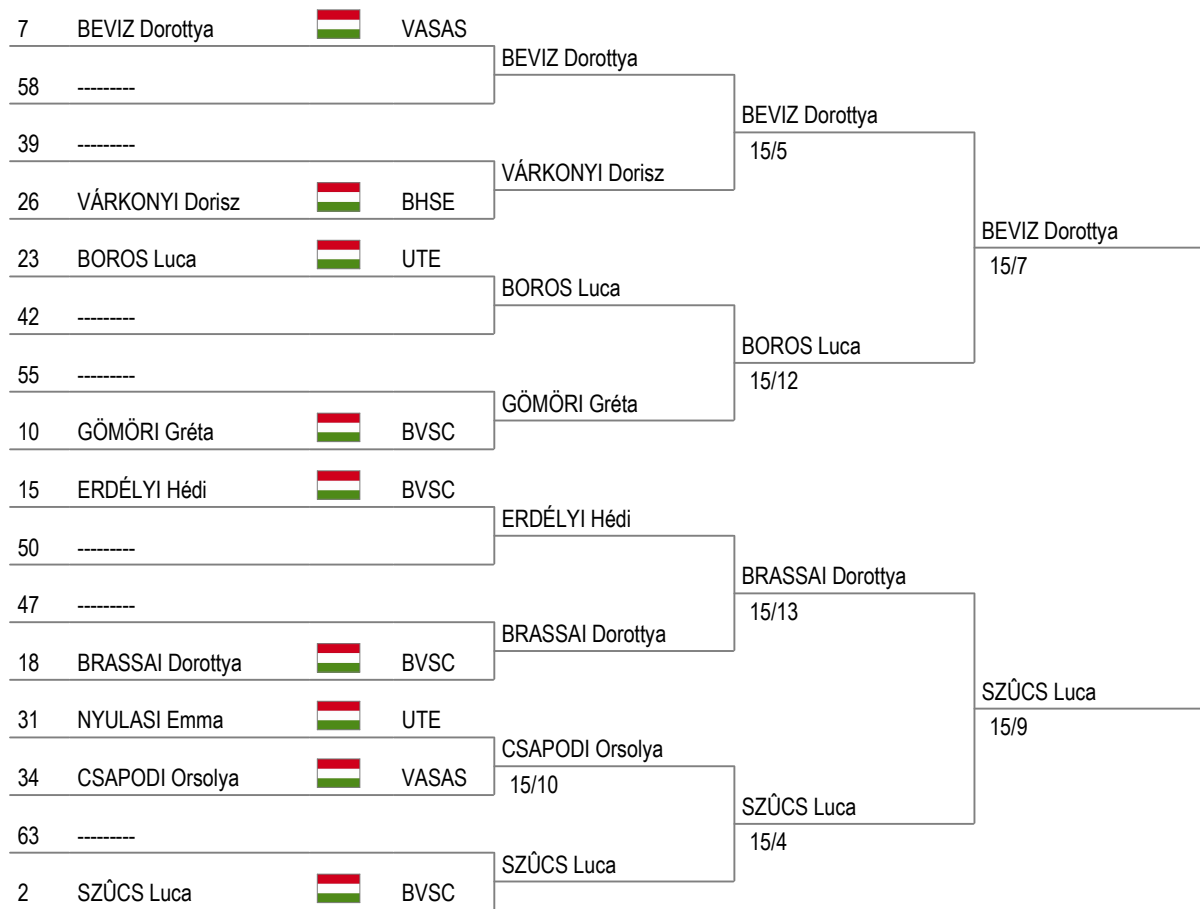 7 BEVIZ Dorottya VASAS
BEVIZ Dorottya
58 ---------
BEVIZ Dorottya
15/5
39 ---------
VÁRKONYI Dorisz
26 VÁRKONYI Dorisz BHSE
BEVIZ Dorottya
15/7
23 BOROS Luca UTE
BOROS Luca
42 ---------
BOROS Luca
15/12
55 ---------
GÖMÖRI Gréta
10 GÖMÖRI Gréta BVSC
15 ERDÉLYI Hédi BVSC
ERDÉLYI Hédi
50 ---------
BRASSAI Dorottya
15/13
47 ---------
BRASSAI Dorottya
18 BRASSAI Dorottya BVSC
SZÛCS Luca
15/9
31 NYULASI Emma UTE
CSAPODI Orsolya
15/10
34 CSAPODI Orsolya VASAS
SZÛCS Luca
15/4
63 ---------
SZÛCS Luca
2 SZÛCS Luca BVSC